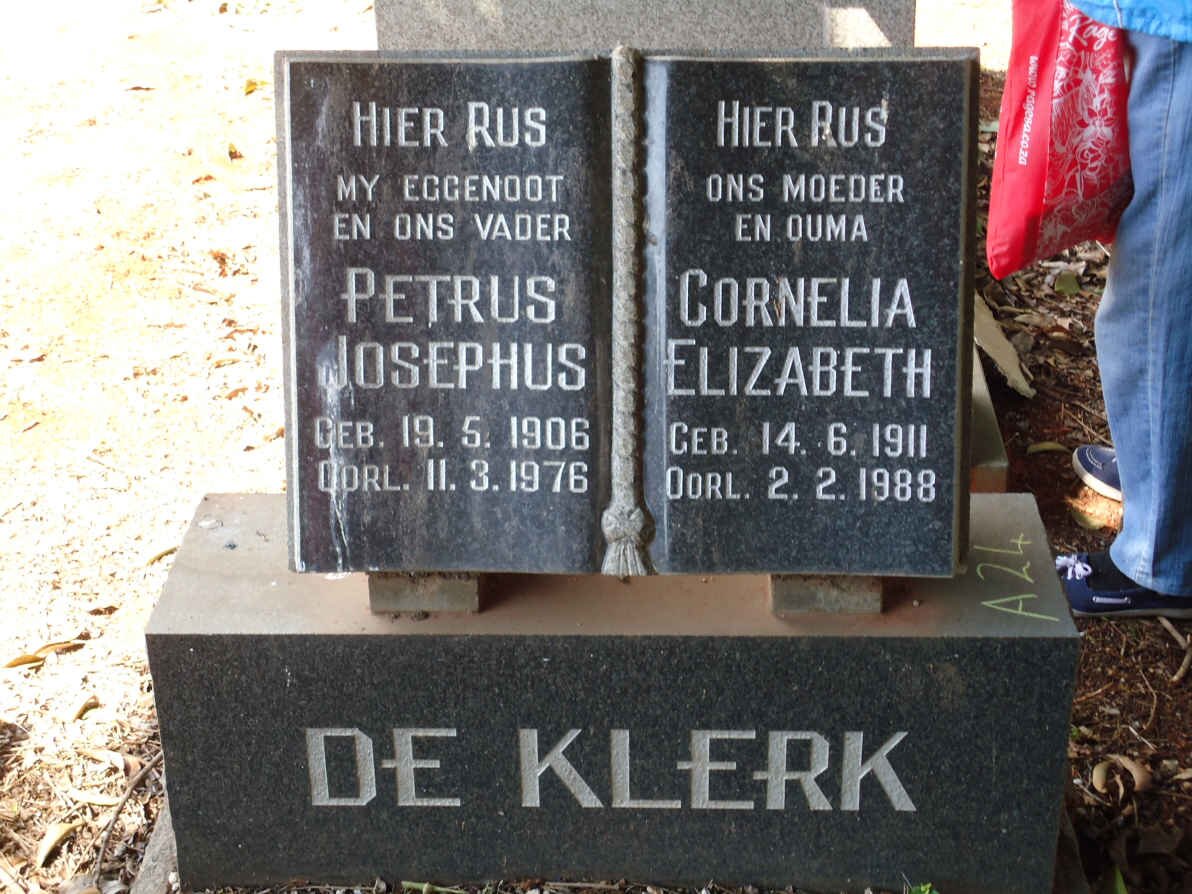 HIER RUS
MY EGGENOOT
EN ONS VADER
PETRUS
JOSEPHUS
GEB. 19. 5. 1906
OORL. 11. 3. 1976
HIER RUS
ONS MOEDER
EN OUMA
CORNELIA
ELIZABETH
GEB. 14. 6. 1911
OORL. 2. 2. 1988
A24
DE KLERK
Kage